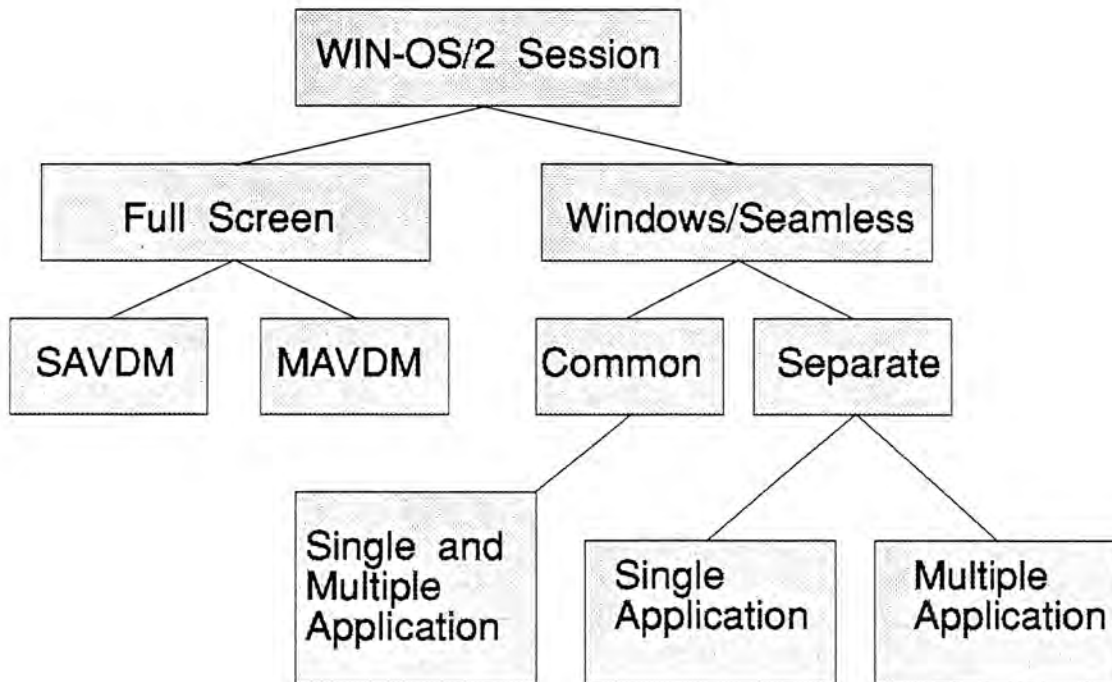 WIN-OS/2 Session
Full Screen
Windows/Seamless
SAVDM
MAVDM
Common
Separate
Single and
Multiple
Application
Single
Application
Multiple
Application